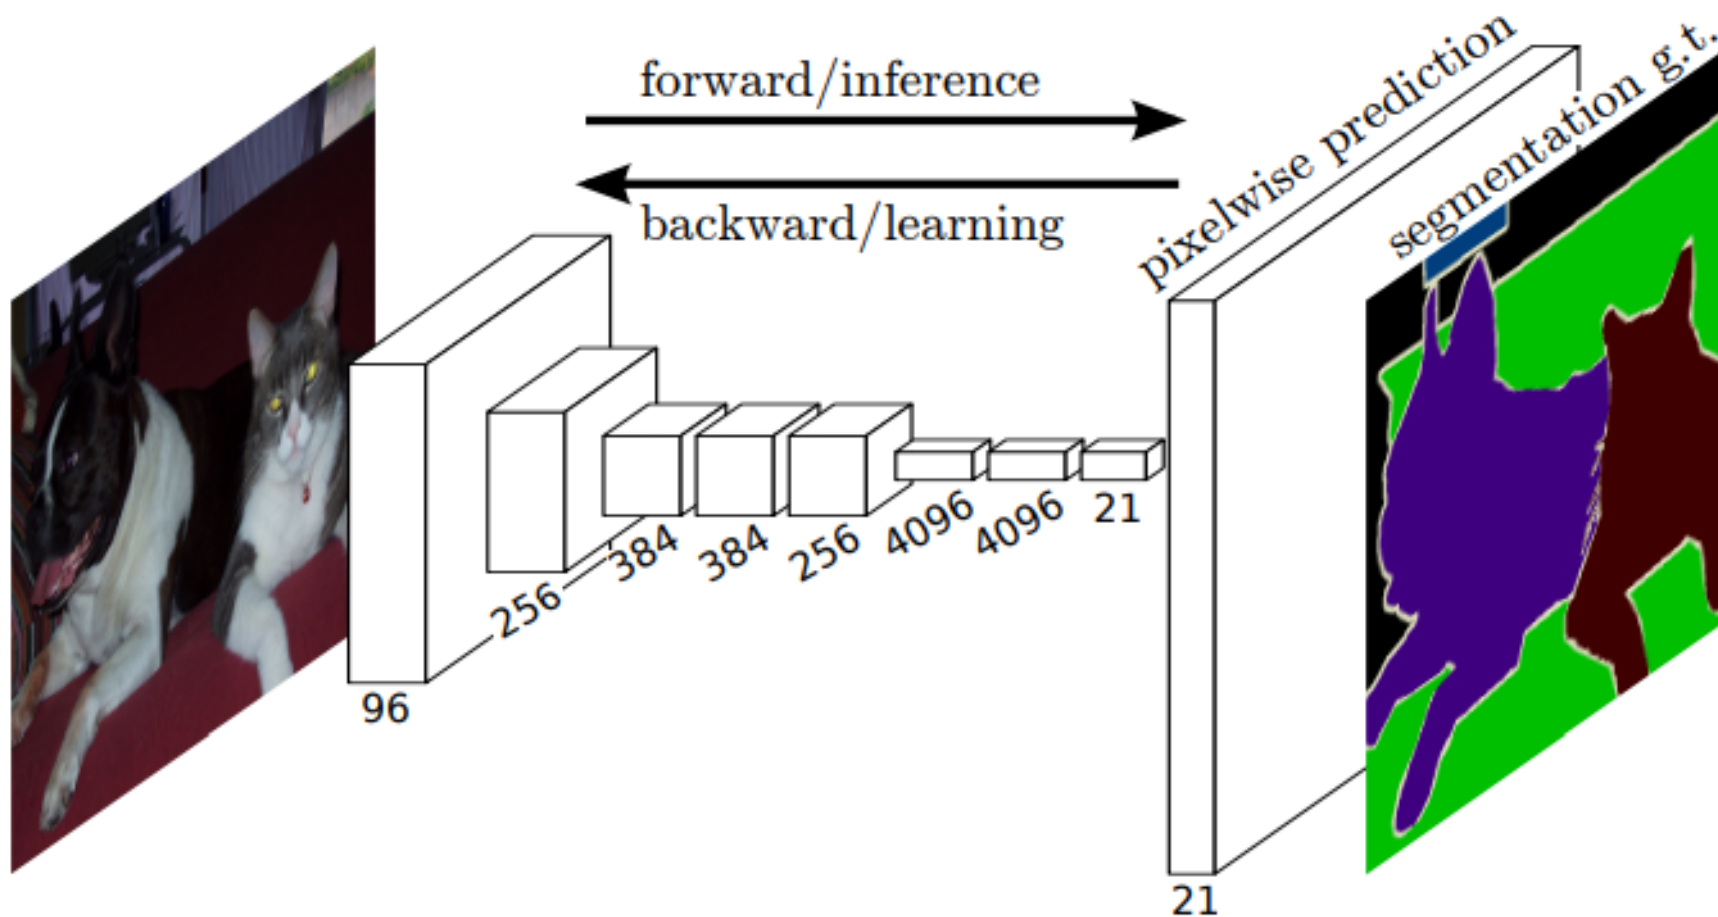 forward/inference
backward/learning
pixelwise prediction
segmentation g.t.
96
256
384
384
256
4096
4096
21
21